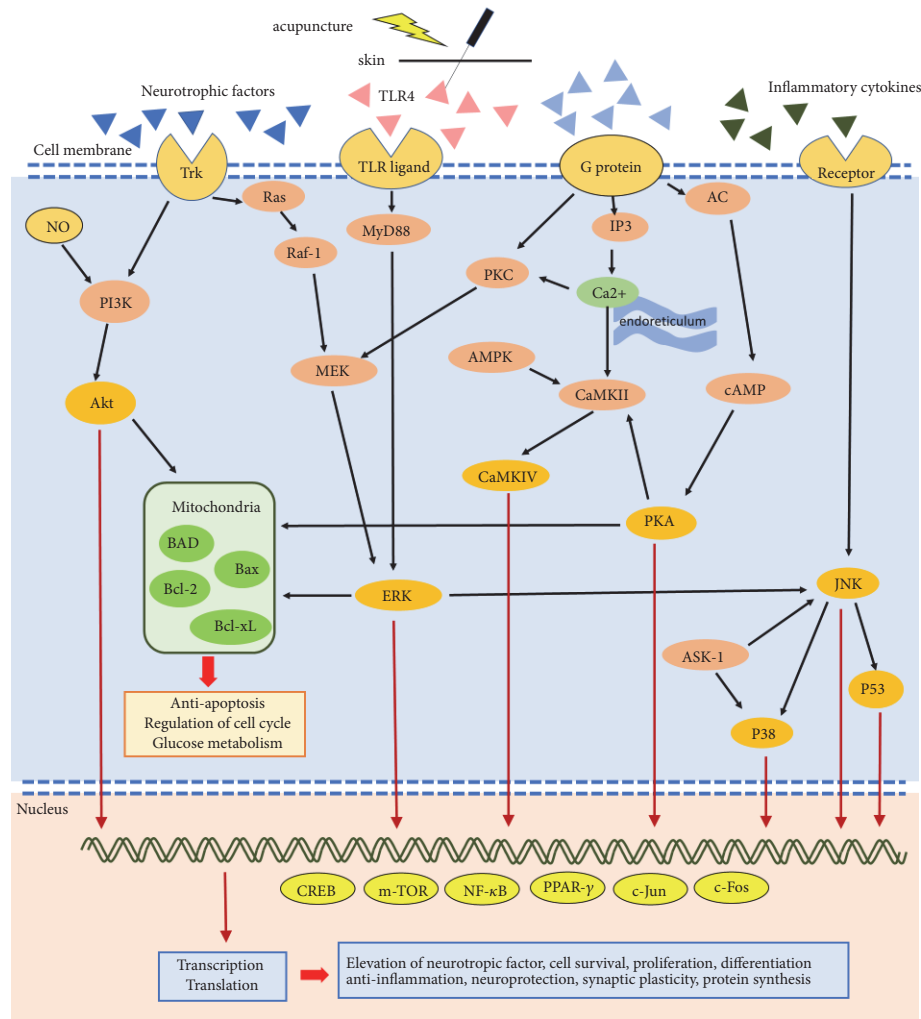 acupuncture
skin
TLR4
Neurotrophic factors
Inflammatory cytokines
Cell membrane
Trk
TLR ligand
G protein
Receptor
Ras
AC
NO
MyD88
IP3
Raf-1
PKC
Ca2+
PI3K
endoreticulum
AMPK
MEK
CaMKII
cAMP
Akt
CaMKIV
Mitochondria
PKA
BAD
Bax
Bcl-2
ERK
JNK
Bcl-xL
ASK-1
P53
Anti-apoptosis
Regulation of cell cycle
Glucose metabolism
P38
Nucleus
CREB
m-TOR
NF-κB
PPAR-γ
c-Jun
c-Fos
Transcription
Translation
Elevation of neurotropic factor, cell survival, proliferation, differentiation
anti-inflammation, neuroprotection, synaptic plasticity, protein synthesis